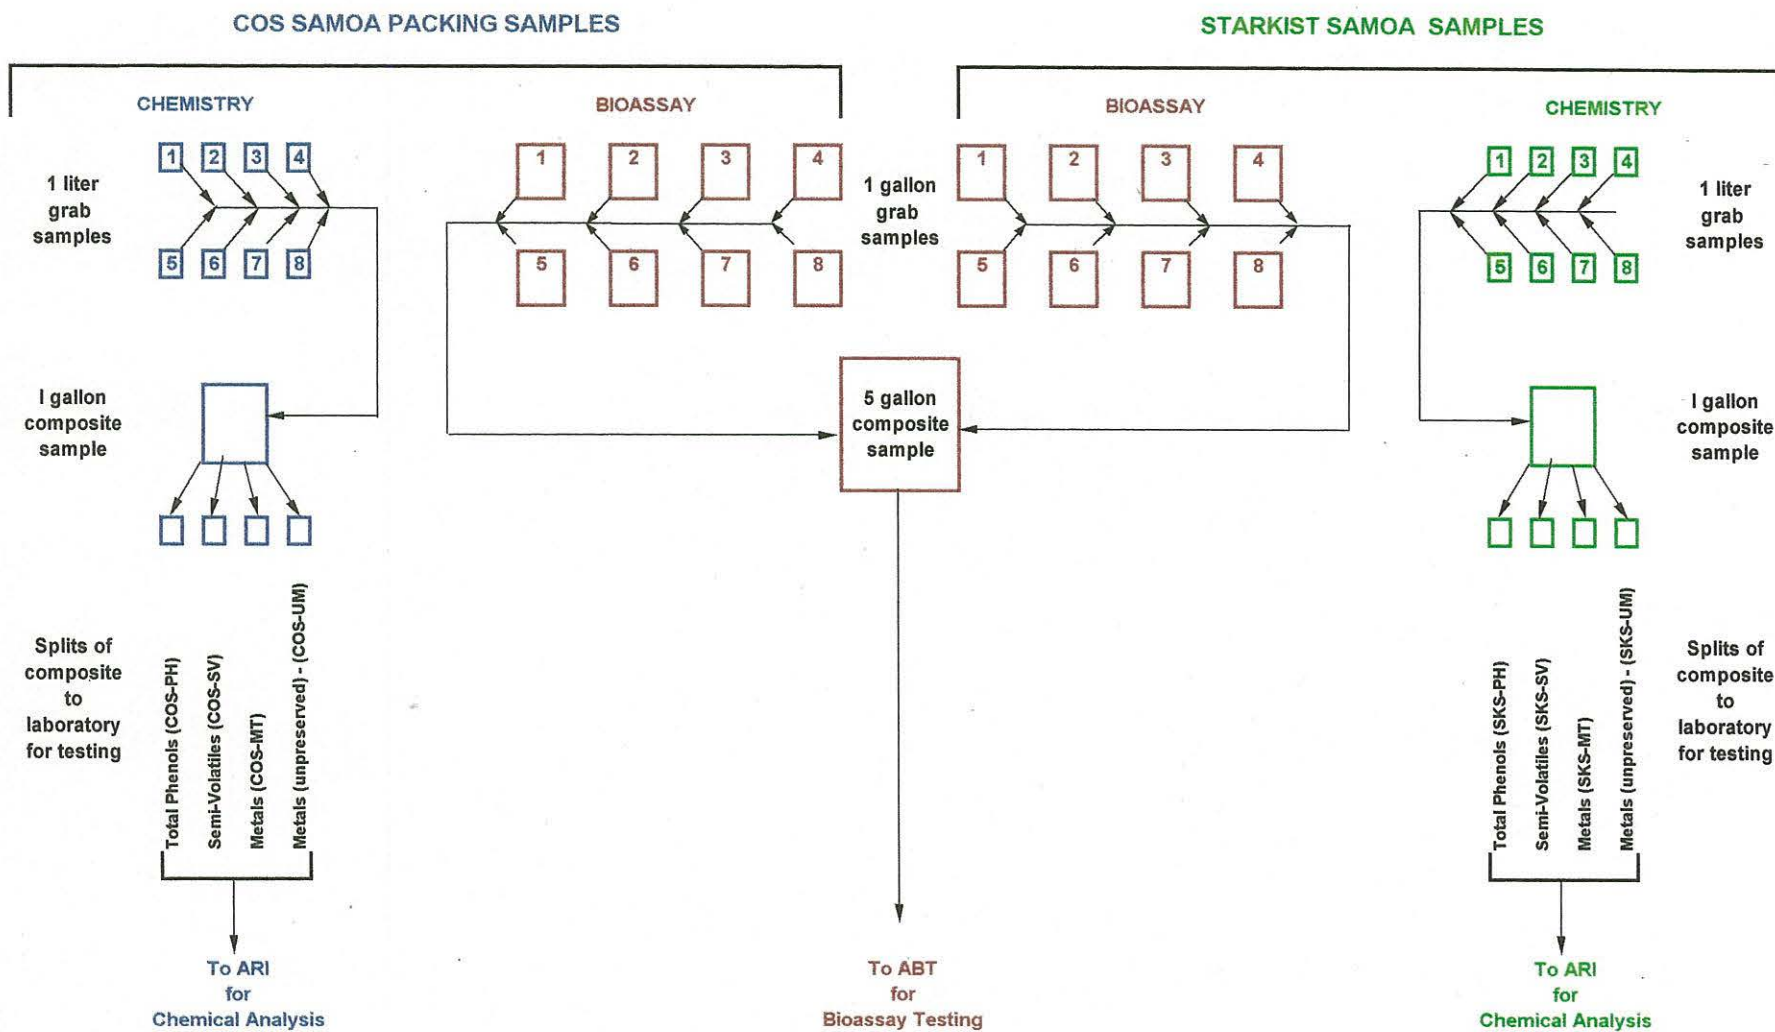 COS SAMOA PACKING SAMPLES
STARKIST SAMOA SAMPLES
CHEMISTRY
BIOASSAY
BIOASSAY
CHEMISTRY
1 2 3 4
1 2 3 4
1 2 3 4
1 2 3 4
1 liter
grab
samples
1 gallon
grab
samples
1 liter
grab
samples
5 6 7 8
5 6 7 8
5 6 7 8
5 6 7 8
I gallon
composite
sample
5 gallon
composite
sample
I gallon
composite
sample
Splits of
composite
to
laboratory
for testing
Total Phenols (COS-PH)
Semi-Volatiles (COS-SV)
Metals (COS-MT)
Metals (unpreserved) - (COS-UM)
Total Phenols (SKS-PH)
Semi-Volatiles (SKS-SV)
Metals (SKS-MT)
Metals (unpreserved) - (SKS-UM)
Splits of
composite
to
laboratory
for testing
To ARI
for
Chemical Analysis
To ABT
for
Bioassay Testing
To ARI
for
Chemical Analysis